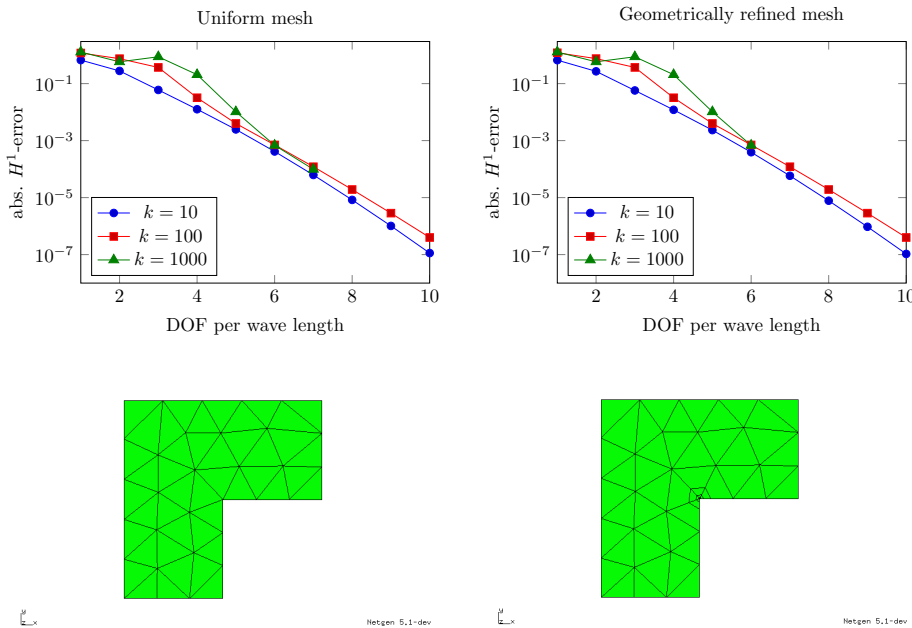 Uniform mesh
abs. H¹-error
10⁻¹
10⁻³
10⁻⁵
10⁻⁷
k = 10
k = 100
k = 1000
2 4 6 8 10
DOF per wave length
Geometrically refined mesh
abs. H¹-error
10⁻¹
10⁻³
10⁻⁵
10⁻⁷
k = 10
k = 100
k = 1000
2 4 6 8 10
DOF per wave length
y
z x
Netgen 5.1-dev
y
z x
Netgen 5.1-dev